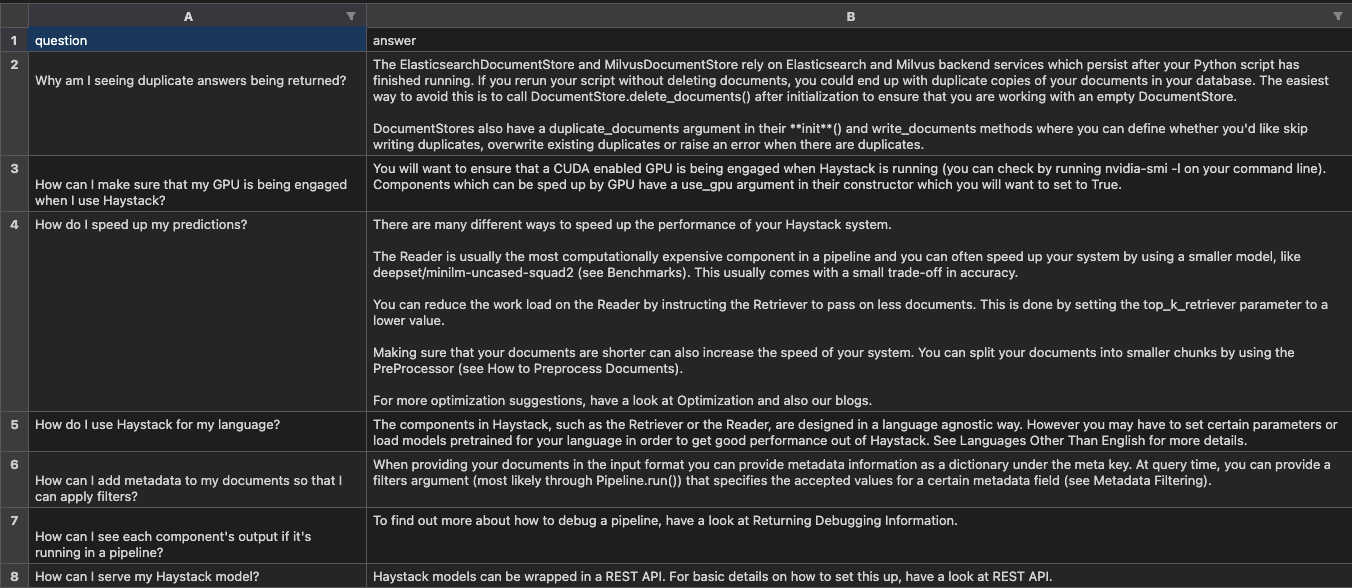 A
B
1
question
answer
2
Why am I seeing duplicate answers being returned?
The ElasticsearchDocumentStore and MilvusDocumentStore rely on Elasticsearch and Milvus backend services which persist after your Python script has
finished running. If you rerun your script without deleting documents, you could end up with duplicate copies of your documents in your database. The easiest
way to avoid this is to call DocumentStore.delete_documents() after initialization to ensure that you are working with an empty DocumentStore.
DocumentStores also have a duplicate_documents argument in their **init**() and write_documents methods where you can define whether you'd like skip
writing duplicates, overwrite existing duplicates or raise an error when there are duplicates.
3
How can I make sure that my GPU is being engaged
when I use Haystack?
You will want to ensure that a CUDA enabled GPU is being engaged when Haystack is running (you can check by running nvidia-smi -l on your command line).
Components which can be sped up by GPU have a use_gpu argument in their constructor which you will want to set to True.
4
How do I speed up my predictions?
There are many different ways to speed up the performance of your Haystack system.
The Reader is usually the most computationally expensive component in a pipeline and you can often speed up your system by using a smaller model, like
deepset/minilm-uncased-squad2 (see Benchmarks). This usually comes with a small trade-off in accuracy.
You can reduce the work load on the Reader by instructing the Retriever to pass on less documents. This is done by setting the top_k_retriever parameter to a
lower value.
Making sure that your documents are shorter can also increase the speed of your system. You can split your documents into smaller chunks by using the
PreProcessor (see How to Preprocess Documents).
For more optimization suggestions, have a look at Optimization and also our blogs.
5
How do I use Haystack for my language?
The components in Haystack, such as the Retriever or the Reader, are designed in a language agnostic way. However you may have to set certain parameters or
load models pretrained for your language in order to get good performance out of Haystack. See Languages Other Than English for more details.
6
How can I add metadata to my documents so that I
can apply filters?
When providing your documents in the input format you can provide metadata information as a dictionary under the meta key. At query time, you can provide a
filters argument (most likely through Pipeline.run()) that specifies the accepted values for a certain metadata field (see Metadata Filtering).
7
How can I see each component's output if it's
running in a pipeline?
To find out more about how to debug a pipeline, have a look at Returning Debugging Information.
8
How can I serve my Haystack model?
Haystack models can be wrapped in a REST API. For basic details on how to set this up, have a look at REST API.